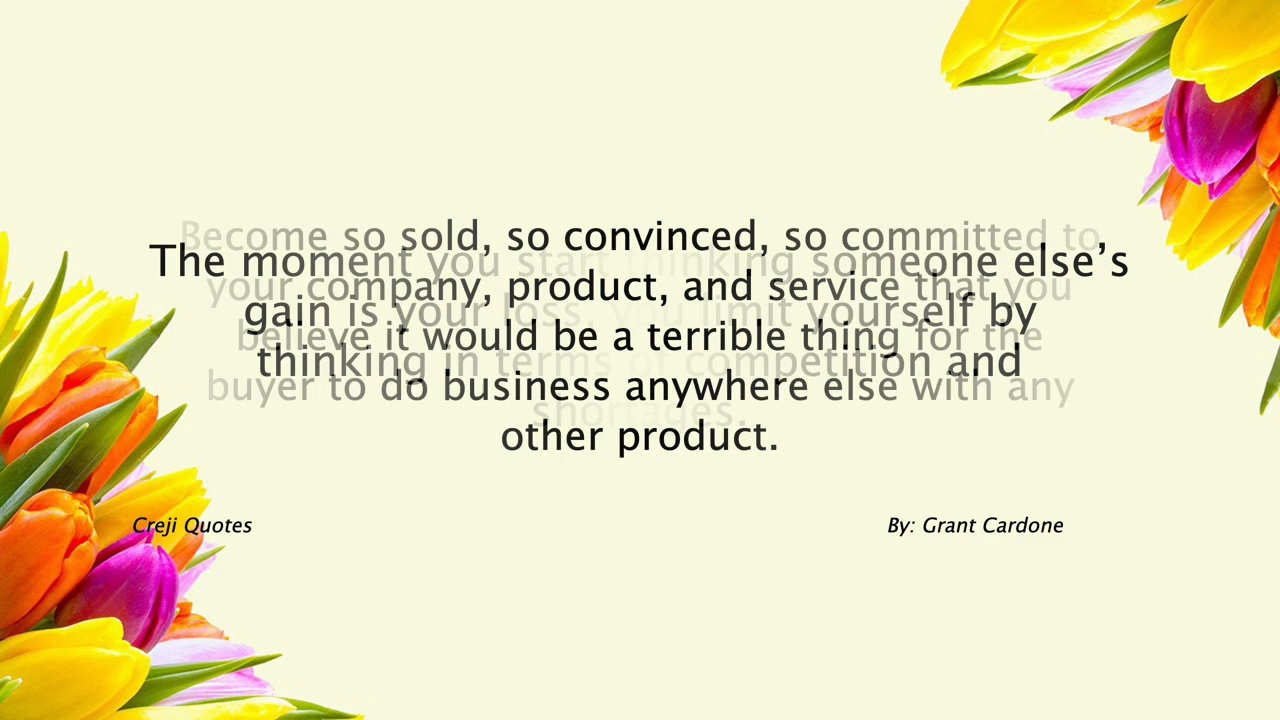 Become so sold, so convinced, so committed to,
The moment you start thinking someone else’s
your company, product, and service that you
gain is your loss, you limit yourself by
believe it would be a terrible thing for the
thinking in terms of competition and
buyer to do business anywhere else with any
shortages.
other product.
Creji Quotes
By: Grant Cardone